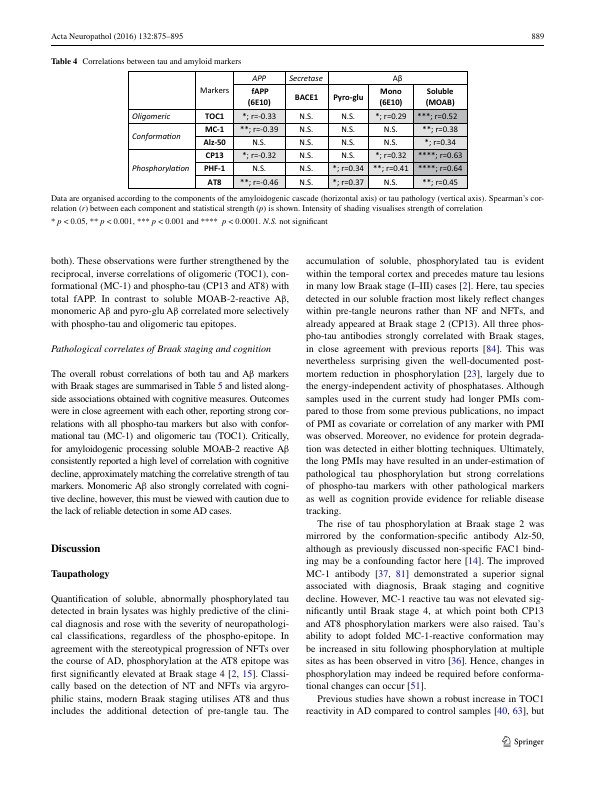 Acta Neuropathol (2016) 132:875–895
889
Table 4 Correlations between tau and amyloid markers
Markers APP Secretase Aβ
fAPP (6E10) BACE1 Pyro-glu Mono (6E10) Soluble (MOAB)
Oligomeric TOC1 *; r=-0.33 N.S. N.S. *; r=0.29 ***; r=0.52
Conformation MC-1 **; r=-0.39 N.S. N.S. N.S. **; r=0.38
Alz-50 N.S. N.S. N.S. N.S. *; r=0.34
Phosphorylation CP13 *; r=-0.32 N.S. N.S. *; r=0.32 ****; r=0.63
PHF-1 N.S. N.S. *; r=0.34 **; r=0.41 ****; r=0.64
AT8 **; r=-0.46 N.S. *; r=0.37 N.S. **; r=0.45
Data are organised according to the components of the amyloidogenic cascade (horizontal axis) or tau pathology (vertical axis). Spearman's cor-
relation (r) between each component and statistical strength (p) is shown. Intensity of shading visualises strength of correlation
* p < 0.05, ** p < 0.001, *** p < 0.001 and **** p < 0.0001. N.S. not significant
both). These observations were further strengthened by the
reciprocal, inverse correlations of oligomeric (TOC1), con-
formational (MC-1) and phospho-tau (CP13 and AT8) with
total fAPP. In contrast to soluble MOAB-2-reactive Aβ,
monomeric Aβ and pyro-glu Aβ correlated more selectively
with phospho-tau and oligomeric tau epitopes.
Pathological correlates of Braak staging and cognition
The overall robust correlations of both tau and Aβ markers
with Braak stages are summarised in Table 5 and listed along-
side associations obtained with cognitive measures. Outcomes
were in close agreement with each other, reporting strong cor-
relations with all phospho-tau markers but also with confor-
mational tau (MC-1) and oligomeric tau (TOC1). Critically,
for amyloidogenic processing soluble MOAB-2 reactive Aβ
consistently reported a high level of correlation with cognitive
decline, approximately matching the correlative strength of tau
markers. Monomeric Aβ also strongly correlated with cogni-
tive decline, however, this must be viewed with caution due to
the lack of reliable detection in some AD cases.
Discussion
Taupathology
Quantification of soluble, abnormally phosphorylated tau
detected in brain lysates was highly predictive of the clini-
cal diagnosis and rose with the severity of neuropathologi-
cal classifications, regardless of the phospho-epitope. In
agreement with the stereotypical progression of NFTs over
the course of AD, phosphorylation at the AT8 epitope was
first significantly elevated at Braak stage 4 [2, 15]. Classi-
cally based on the detection of NT and NFTs via argyro-
philic stains, modern Braak staging utilises AT8 and thus
includes the additional detection of pre-tangle tau. The
accumulation of soluble, phosphorylated tau is evident
within the temporal cortex and precedes mature tau lesions
in many low Braak stage (I–III) cases [2]. Here, tau species
detected in our soluble fraction most likely reflect changes
within pre-tangle neurons rather than NF and NFTs, and
already appeared at Braak stage 2 (CP13). All three phos-
pho-tau antibodies strongly correlated with Braak stages,
in close agreement with previous reports [84]. This was
nevertheless surprising given the well-documented post-
mortem reduction in phosphorylation [23], largely due to
the energy-independent activity of phosphatases. Although
samples used in the current study had longer PMIs com-
pared to those from some previous publications, no impact
of PMI as covariate or correlation of any marker with PMI
was observed. Moreover, no evidence for protein degrada-
tion was detected in either blotting techniques. Ultimately,
the long PMIs may have resulted in an under-estimation of
pathological tau phosphorylation but strong correlations
of phospho-tau markers with other pathological markers
as well as cognition provide evidence for reliable disease
tracking.
The rise of tau phosphorylation at Braak stage 2 was
mirrored by the conformation-specific antibody Alz-50,
although as previously discussed non-specific FAC1 bind-
ing may be a confounding factor here [14]. The improved
MC-1 antibody [37, 81] demonstrated a superior signal
associated with diagnosis, Braak staging and cognitive
decline. However, MC-1 reactive tau was not elevated sig-
nificantly until Braak stage 4, at which point both CP13
and AT8 phosphorylation markers were also raised. Tau's
ability to adopt folded MC-1-reactive conformation may
be increased in situ following phosphorylation at multiple
sites as has been observed in vitro [36]. Hence, changes in
phosphorylation may indeed be required before conforma-
tional changes can occur [51].
Previous studies have shown a robust increase in TOC1
reactivity in AD compared to control samples [40, 63], but
Springer